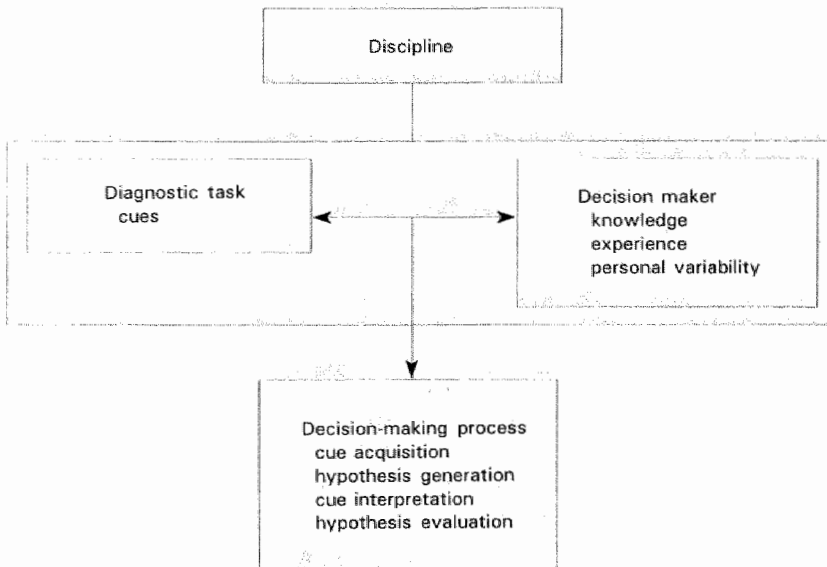 Discipline
Diagnostic task
cues
Decision maker
knowledge
experience
personal variability
Decision-making process
cue acquisition
hypothesis generation
cue interpretation
hypothesis evaluation